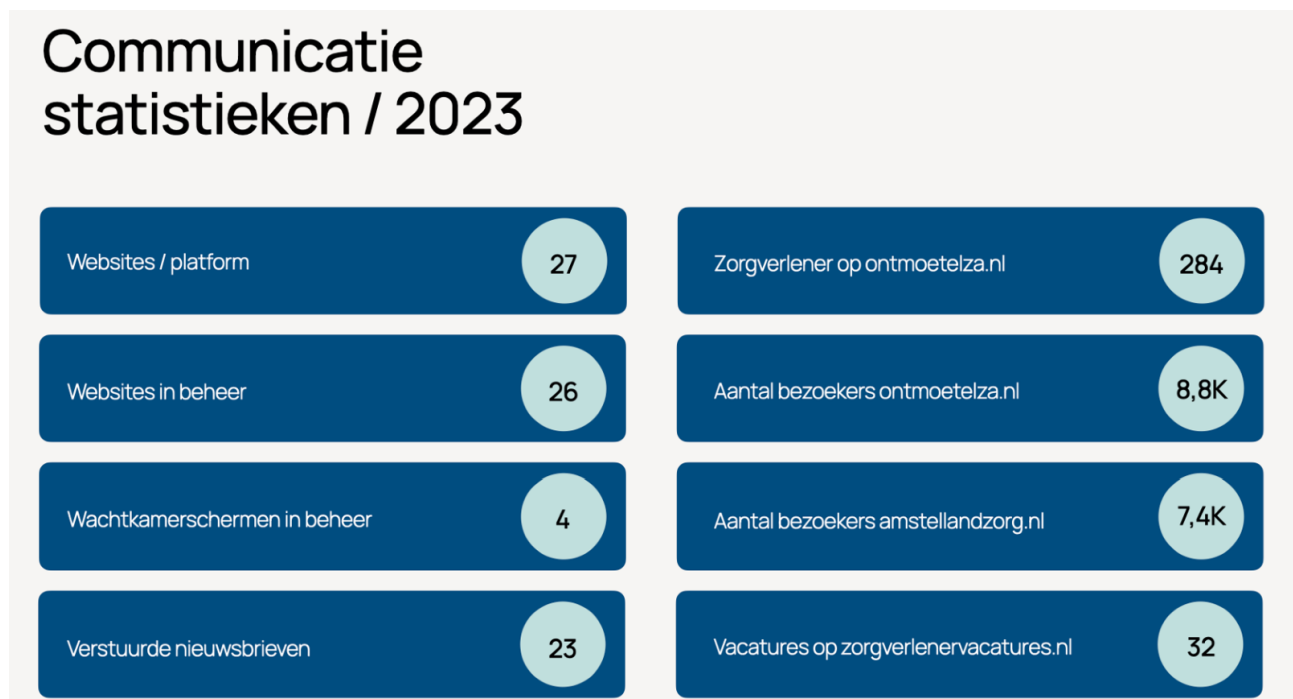 Communicatie
statistieken / 2023
Websites / platform 27
Zorgverlener op ontmoetelza.nl 284
Websites in beheer 26
Aantal bezoekers ontmoetelza.nl 8,8K
Wachtkamerschermen in beheer 4
Aantal bezoekers amstellandzorg.nl 7,4K
Verstuurde nieuwsbrieven 23
Vacatures op zorgverlenervacatures.nl 32